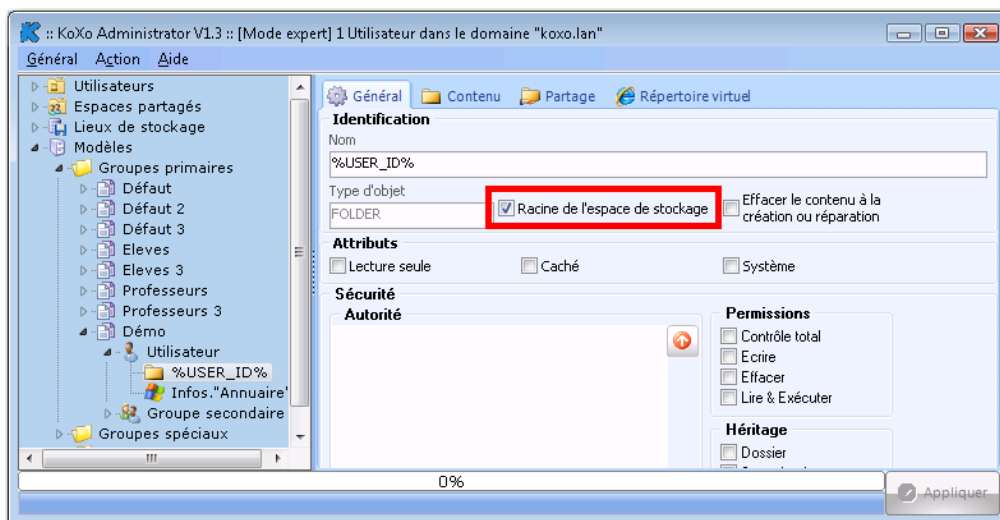 :: KoXo Administrator V1.3 :: [Mode expert] 1 Utilisateur dans le domaine "koxo.lan"
Général Action Aide
Utilisateurs
Espaces partagés
Lieux de stockage
Modèles
Groupes primaires
Défaut
Défaut 2
Défaut 3
Eleves
Eleves 3
Professeurs
Professeurs 3
Démo
Utilisateur
%USER_ID%
Infos."Annuaire"
Groupe secondaire
Groupes spéciaux
Général Contenu Partage Répertoire virtuel
Identification
Nom
%USER_ID%
Type d'objet
FOLDER
Racine de l'espace de stockage
Effacer le contenu à la
création ou réparation
Attributs
Lecture seule Caché Système
Sécurité
Autorité
Permissions
Contrôle total
Ecrire
Effacer
Lire & Exécuter
Héritage
Dossier
0%
Appliquer